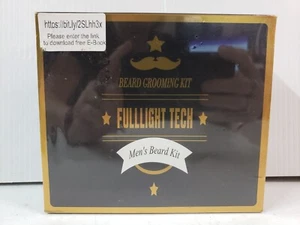 https://bit.ly/2SLhh3x
Please enter the link
to download free E-Book
BEARD GROOMING KIT
FULLLIGHT TECH
Men's Beard Kit